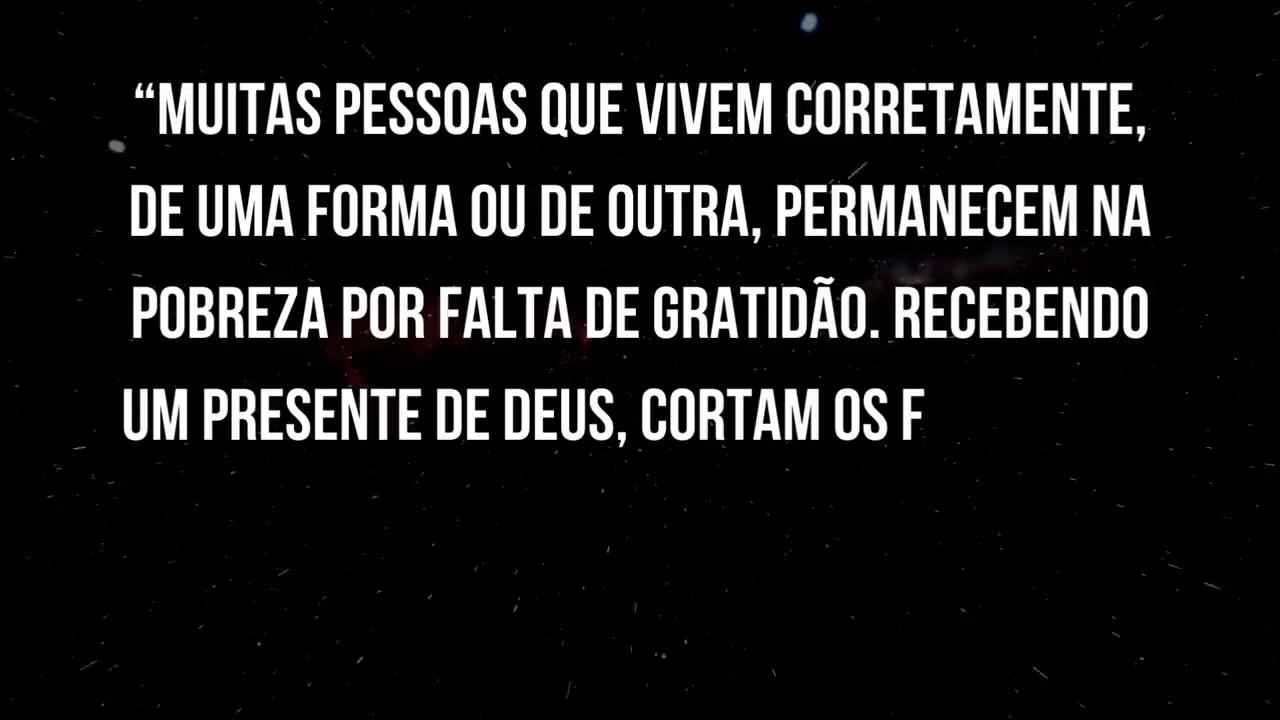 “MUITAS PESSOAS QUE VIVEM CORRETAMENTE,
DE UMA FORMA OU DE OUTRA, PERMANECEM NA
POBREZA POR FALTA DE GRATIDÃO. RECEBENDO
UM PRESENTE DE DEUS, CORTAM OS F